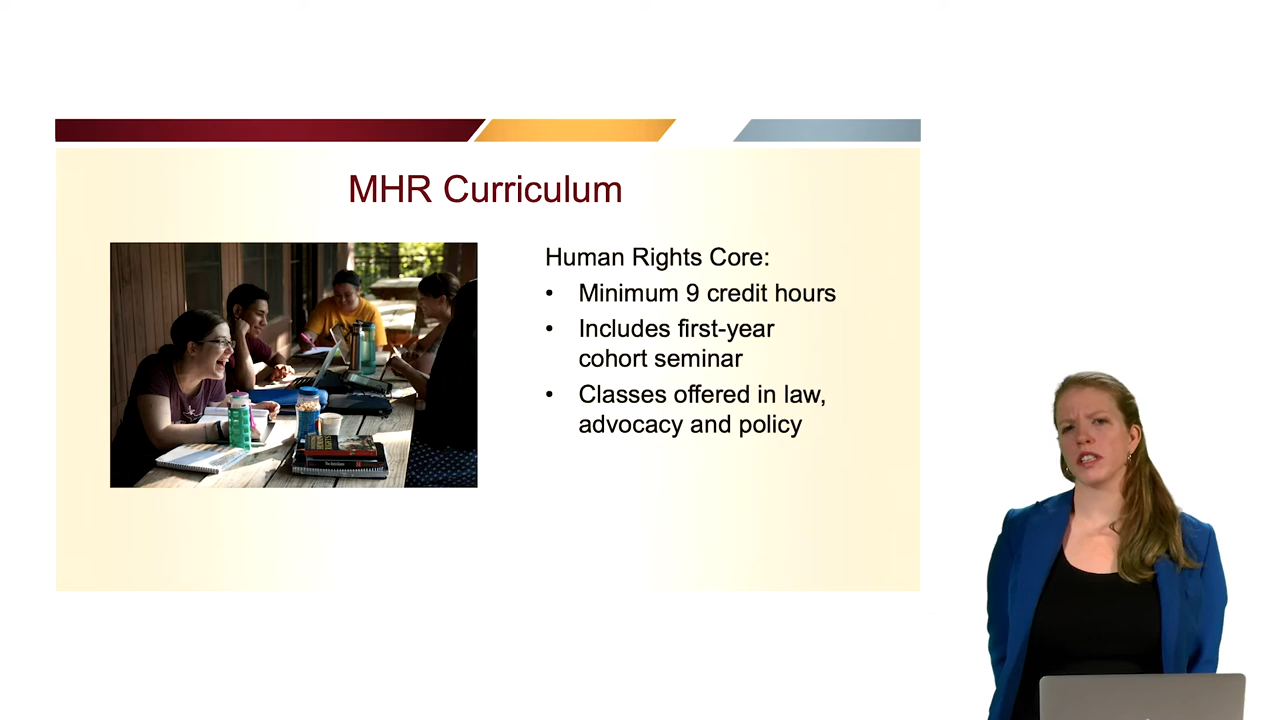 MHR Curriculum
Human Rights Core:
• Minimum 9 credit hours
• Includes first-year
cohort seminar
• Classes offered in law,
advocacy and policy